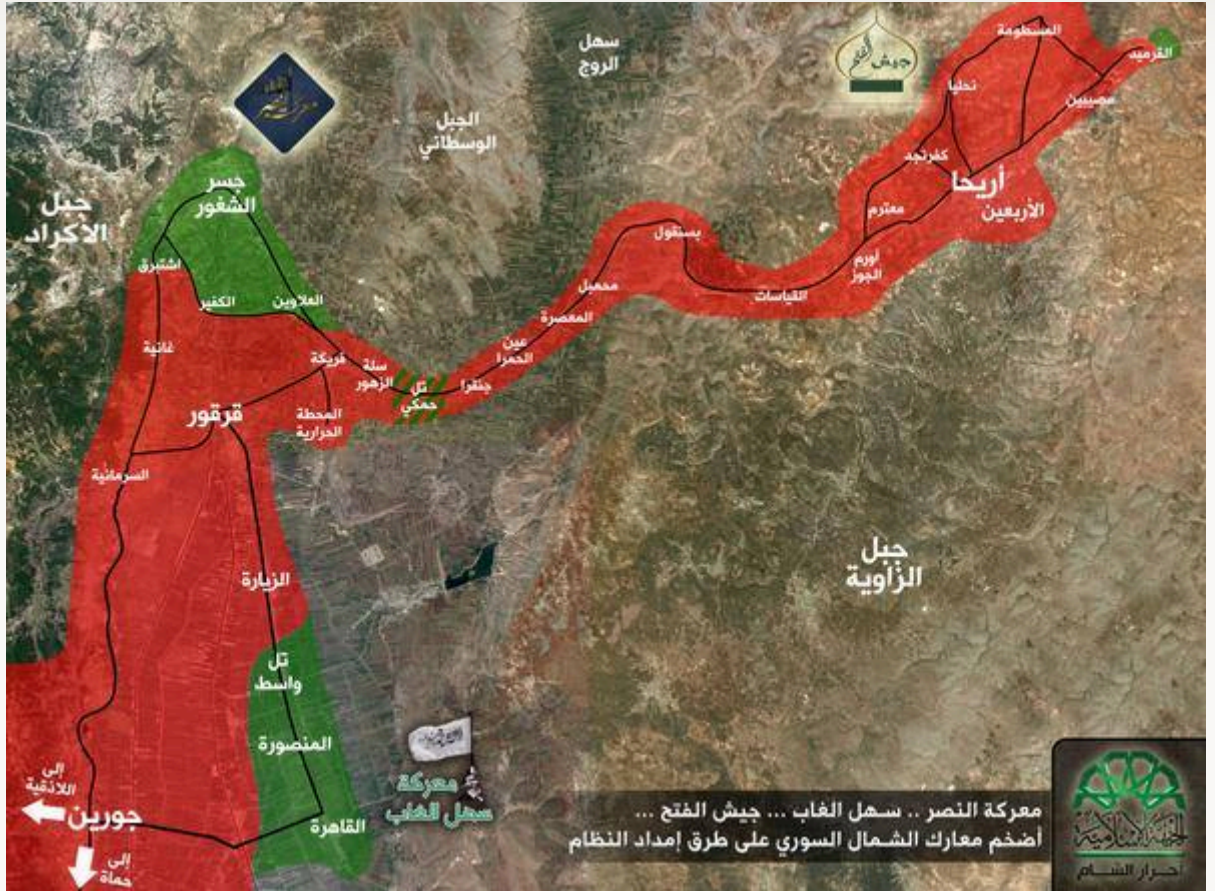 المسطومة
القرميد
سهل
الروج
جيش الفتح
نحليا
مصيبين
معركة النصر
الجبل
الوسطاني
كفرنجد
أريحا
جسر
الشغور
جبل
الأكراد
معترم
الأربعين
بسنقول
اشتبرق
أورم
الجوز
محمبل
القياسات
الكفير
العلاوين
المعصرة
عين
الحمرا
غانية
فريكة
سلة
الزهور
تل
حمكي
جنقرا
قرقور
المحطة
الحرارية
السرمانية
جبل
الزاوية
الزيارة
تل
واسط
المنصورة
معركة
سهل الغاب
إلى
اللاذقية
جورين
القاهرة
إلى
حماة
معركة النصر .. سهل الغاب ... جيش الفتح ...
أضخم معارك الشمال السوري على طرق إمداد النظام
الجبهة الإسلامية
أحرار الشام